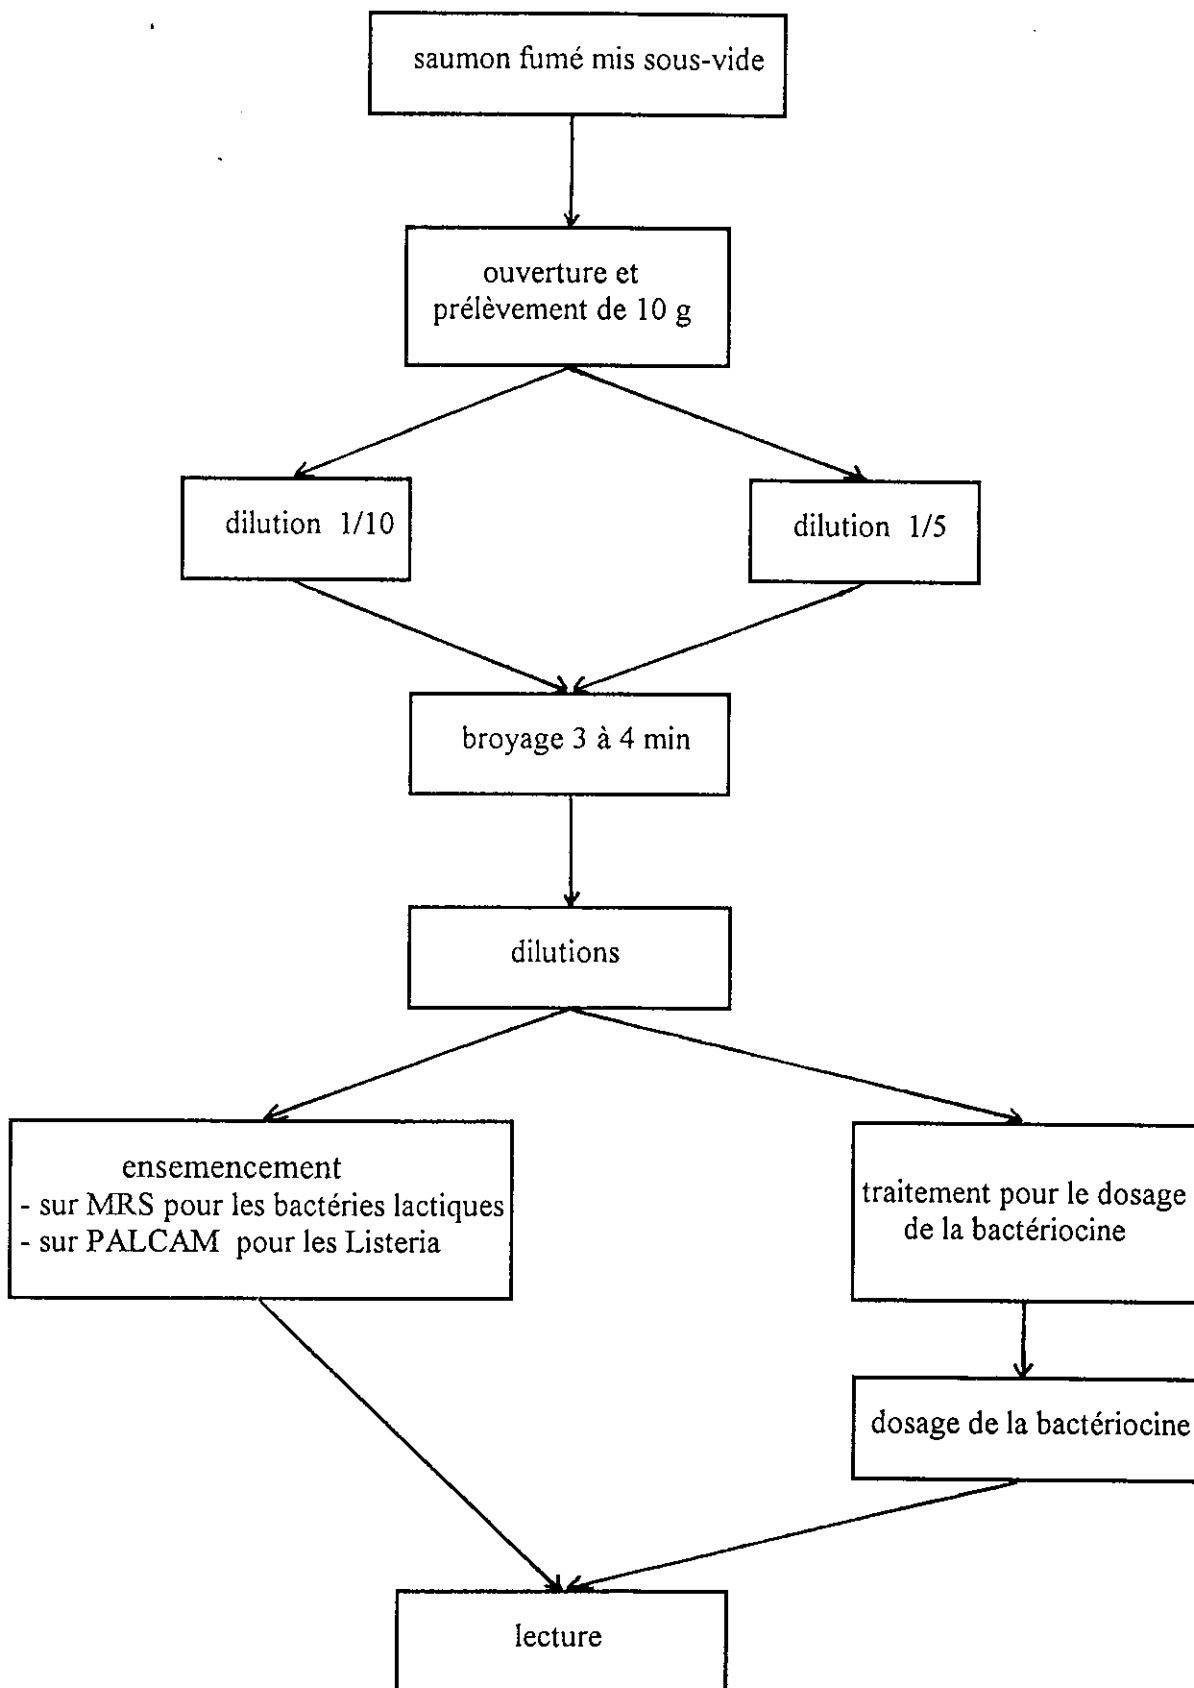 saumon fumé mis sous-vide
ouverture et
prélèvement de 10 g
dilution 1/10
dilution 1/5
broyage 3 à 4 min
dilutions
ensemencement
- sur MRS pour les bactéries lactiques
- sur PALCAM pour les Listeria
traitement pour le dosage
de la bactériocine
dosage de la bactériocine
lecture